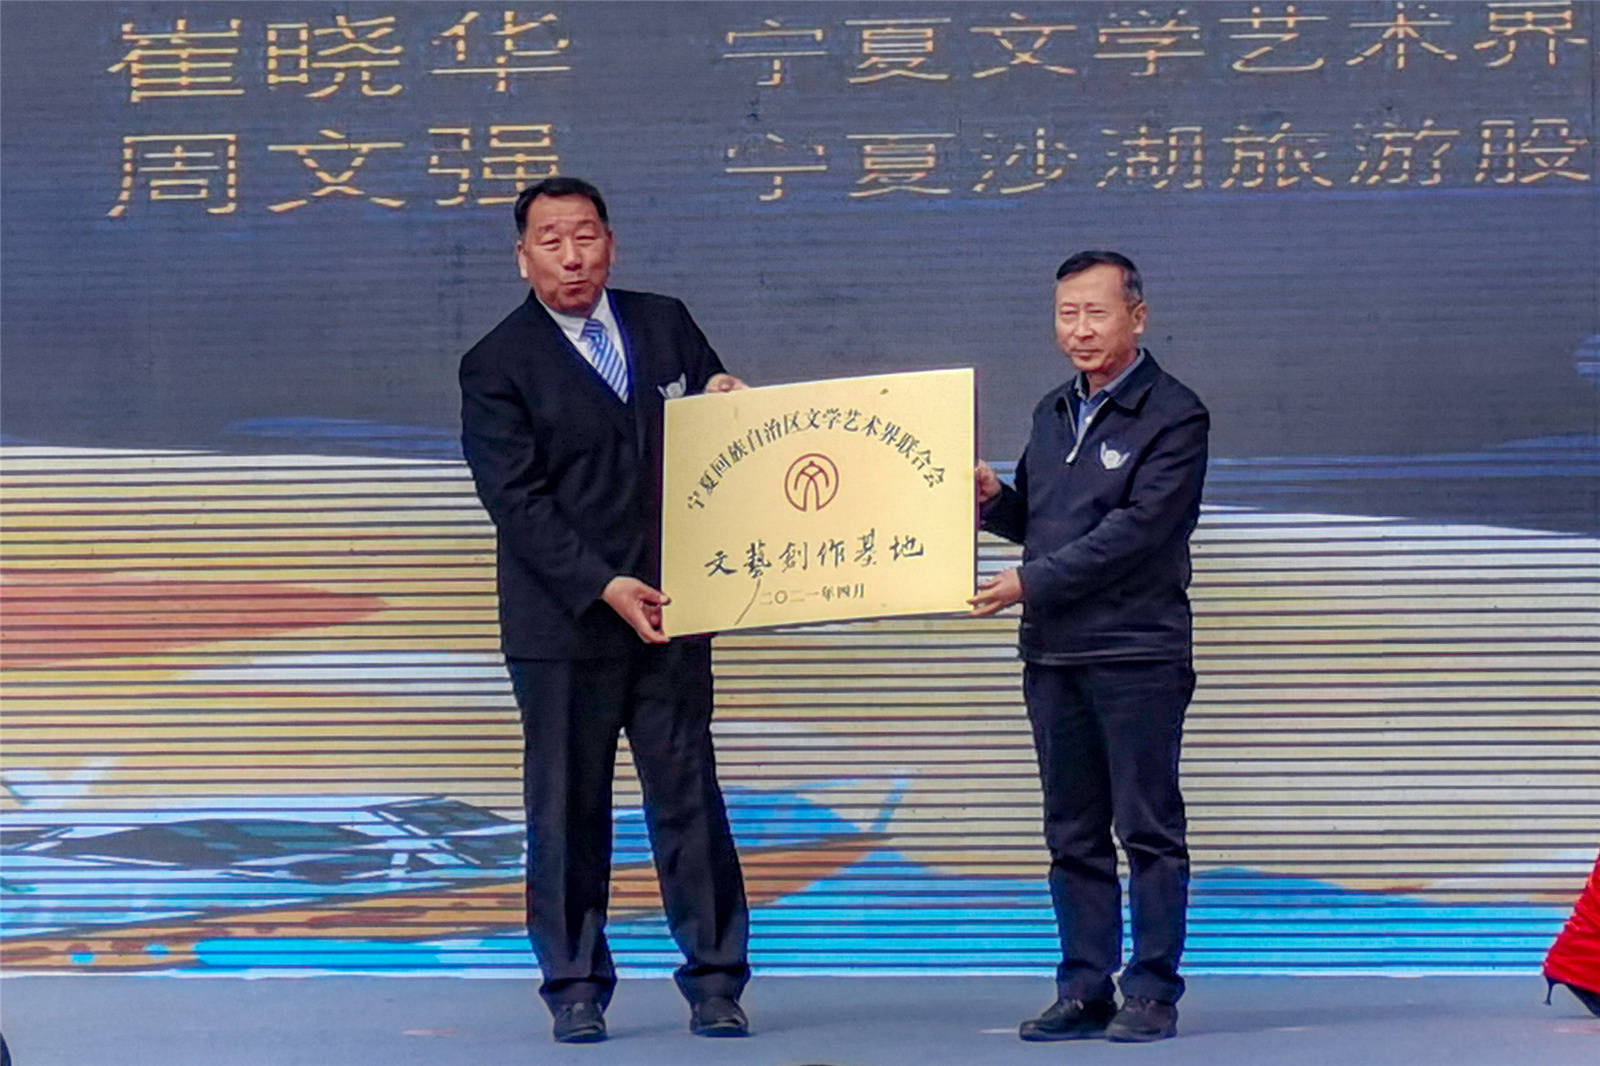 崔晓华 宁夏文学艺术界
周文强 宁夏沙湖旅游股
宁夏回族自治区文学艺术界联合会
文藝創作基地
二〇二一年四月